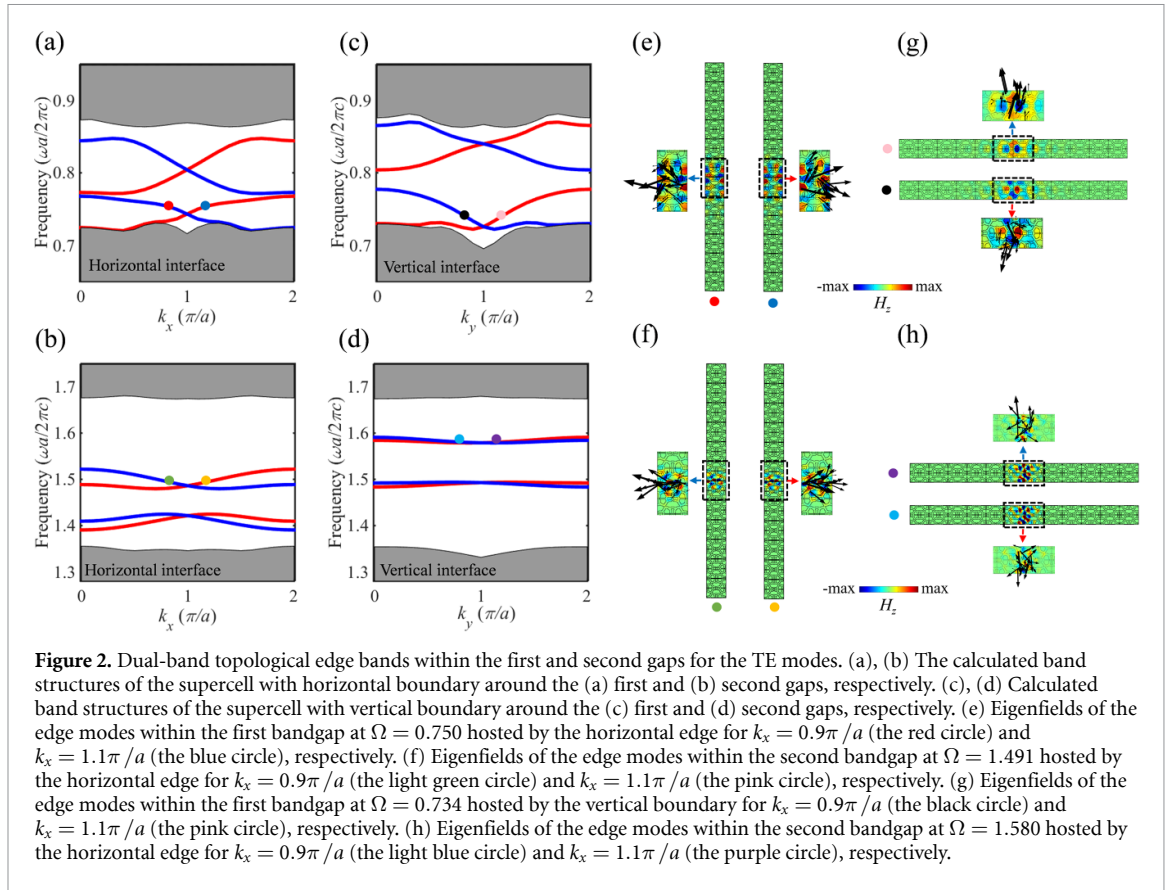 (a)
(c)
(e)
(g)
0.9
0.8
0.7
Frequency (ωa/2πc)
Horizontal interface
0
1
2
k_x (π/a)
0.9
0.8
0.7
Frequency (ωa/2πc)
Vertical interface
0
1
2
k_y (π/a)
-max
max
H_z
(b)
(d)
(f)
(h)
1.7
1.6
1.5
1.4
1.3
Frequency (ωa/2πc)
Horizontal interface
0
1
2
k_x (π/a)
1.7
1.6
1.5
1.4
1.3
Frequency (ωa/2πc)
Vertical interface
0
1
2
k_y (π/a)
-max
max
H_z
Figure 2. Dual-band topological edge bands within the first and second gaps for the TE modes. (a), (b) The calculated band
structures of the supercell with horizontal boundary around the (a) first and (b) second gaps, respectively. (c), (d) Calculated
band structures of the supercell with vertical boundary around the (c) first and (d) second gaps, respectively. (e) Eigenfields of the
edge modes within the first bandgap at Ω = 0.750 hosted by the horizontal edge for k_x = 0.9π/a (the red circle) and
k_x = 1.1π/a (the blue circle), respectively. (f) Eigenfields of the edge modes within the second bandgap at Ω = 1.491 hosted by
the horizontal edge for k_x = 0.9π/a (the light green circle) and k_x = 1.1π/a (the pink circle), respectively. (g) Eigenfields of the
edge modes within the first bandgap at Ω = 0.734 hosted by the vertical boundary for k_x = 0.9π/a (the black circle) and
k_x = 1.1π/a (the pink circle), respectively. (h) Eigenfields of the edge modes within the second bandgap at Ω = 1.580 hosted by
the horizontal edge for k_x = 0.9π/a (the light blue circle) and k_x = 1.1π/a (the purple circle), respectively.